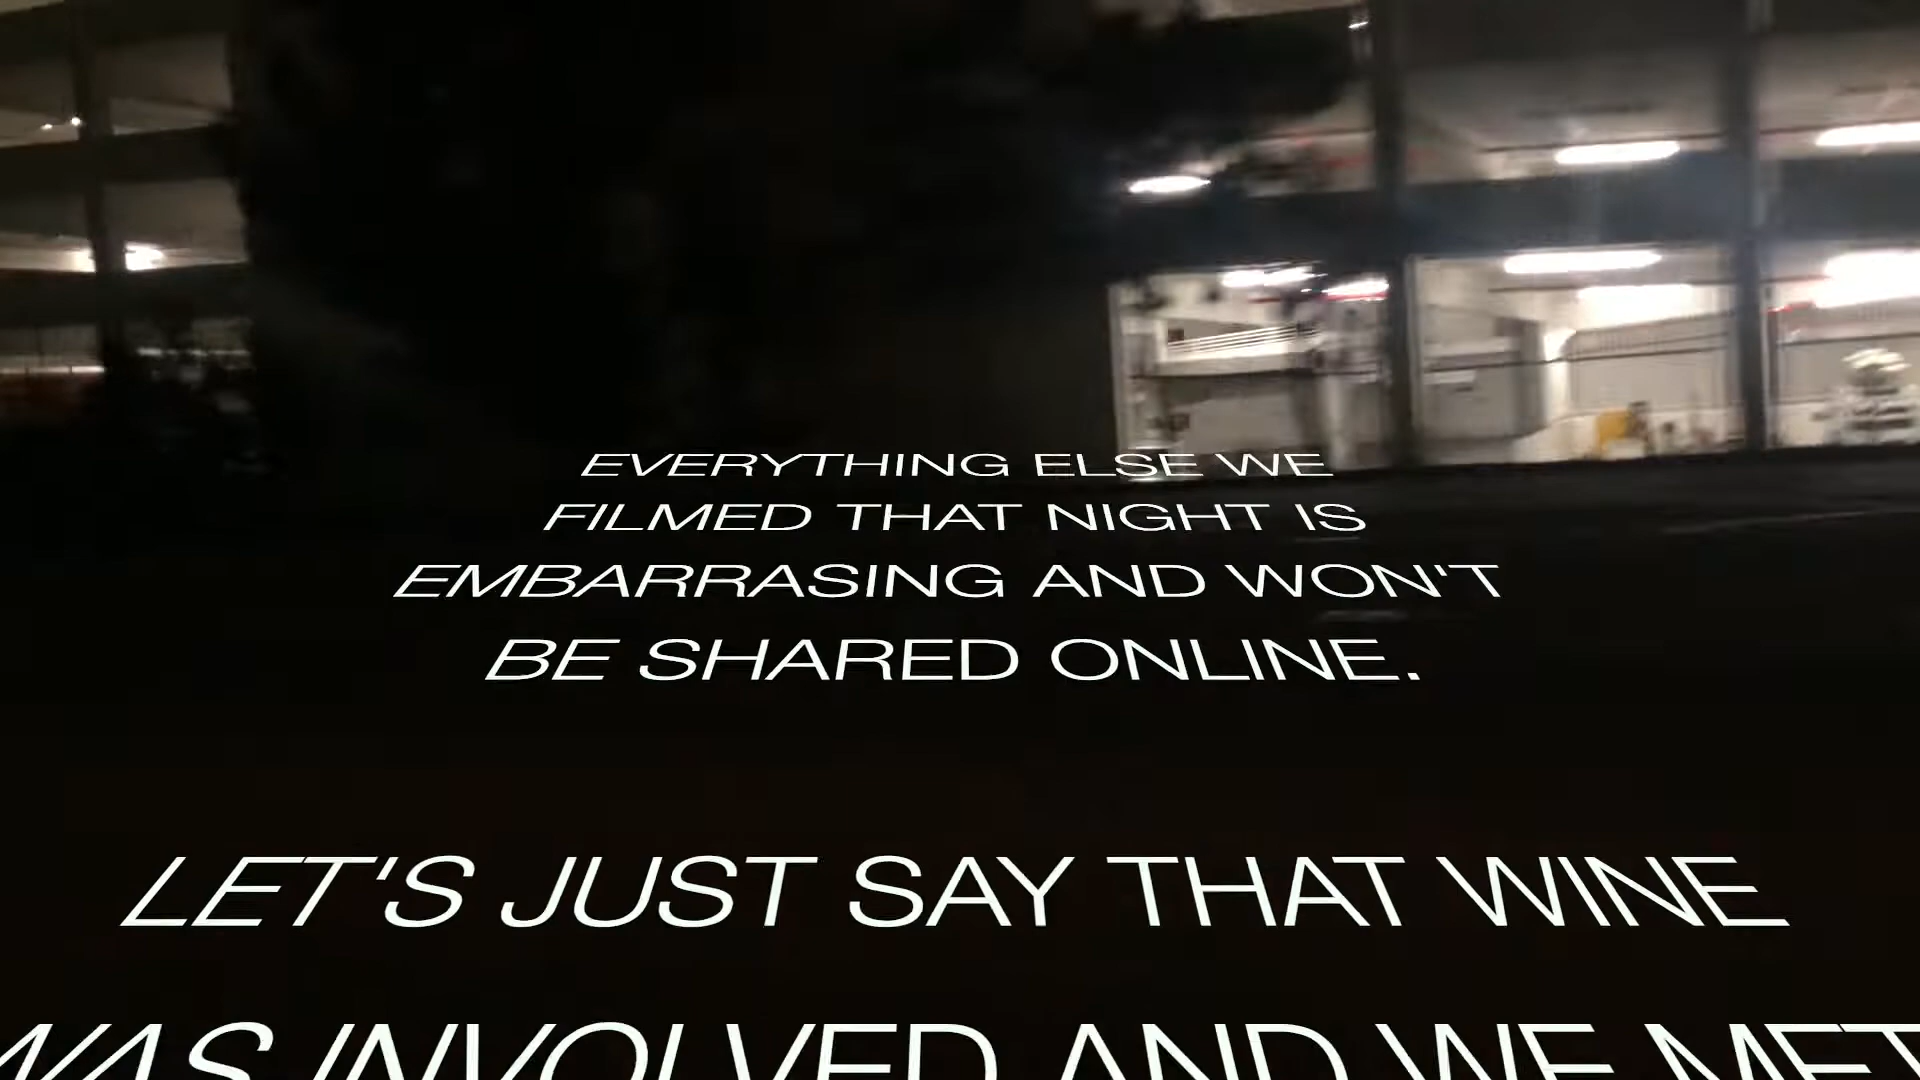 EVERYTHING ELSE WE
FILMED THAT NIGHT IS
EMBARRASING AND WON'T
BE SHARED ONLINE.
LET'S JUST SAY THAT WINE
WAS INVOLVED AND WE MET